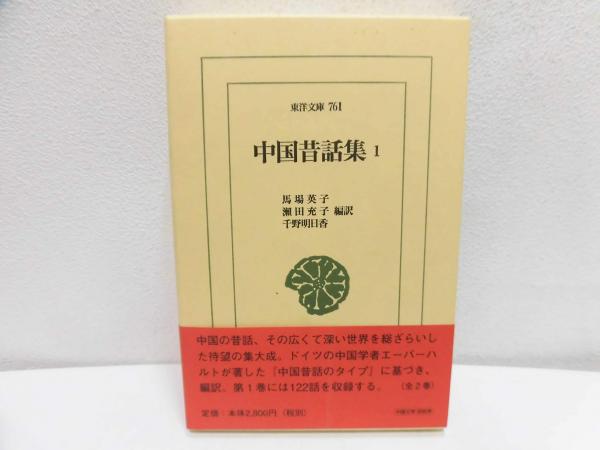 東洋文庫 761
中国昔話集 1
馬場英子
瀬田充子 編訳
千野明日香
中国の昔話、その広くて深い世界を総ざらいし
た待望の集大成。ドイツの中国学者エーバーハ
ルトが著した『中国昔話のタイプ』に基づき、
編訳。第1巻には122話を収録する。 （全2巻）
定価：本体2,800円（税別）